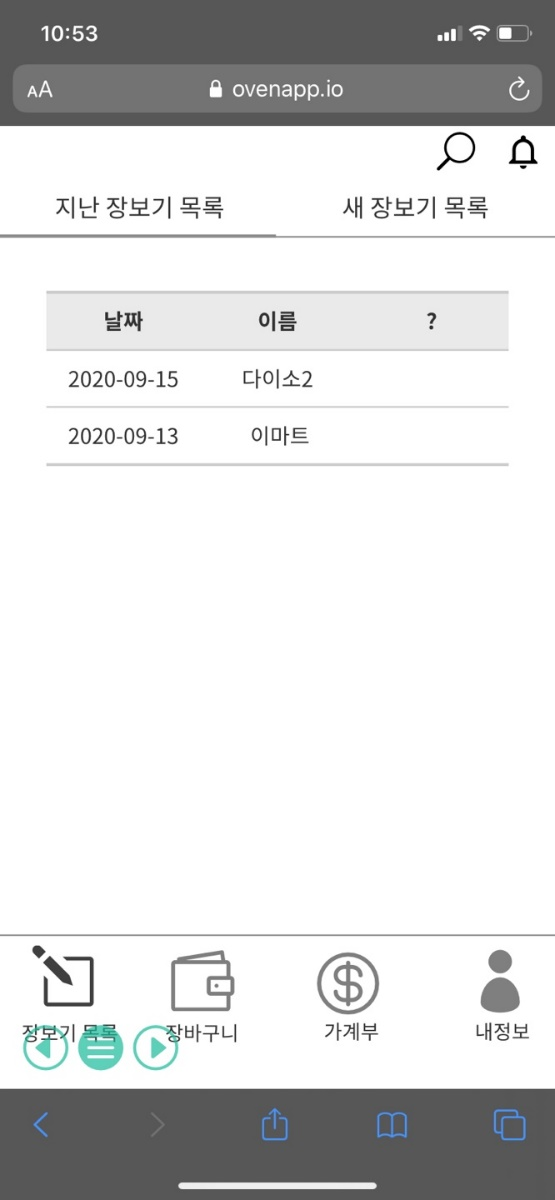 10:53
AA ovenapp.io
지난 장보기 목록 새 장보기 목록
날짜 이름 ?
2020-09-15 다이소2
2020-09-13 이마트
장보기 목록 장바구니 가계부 내정보